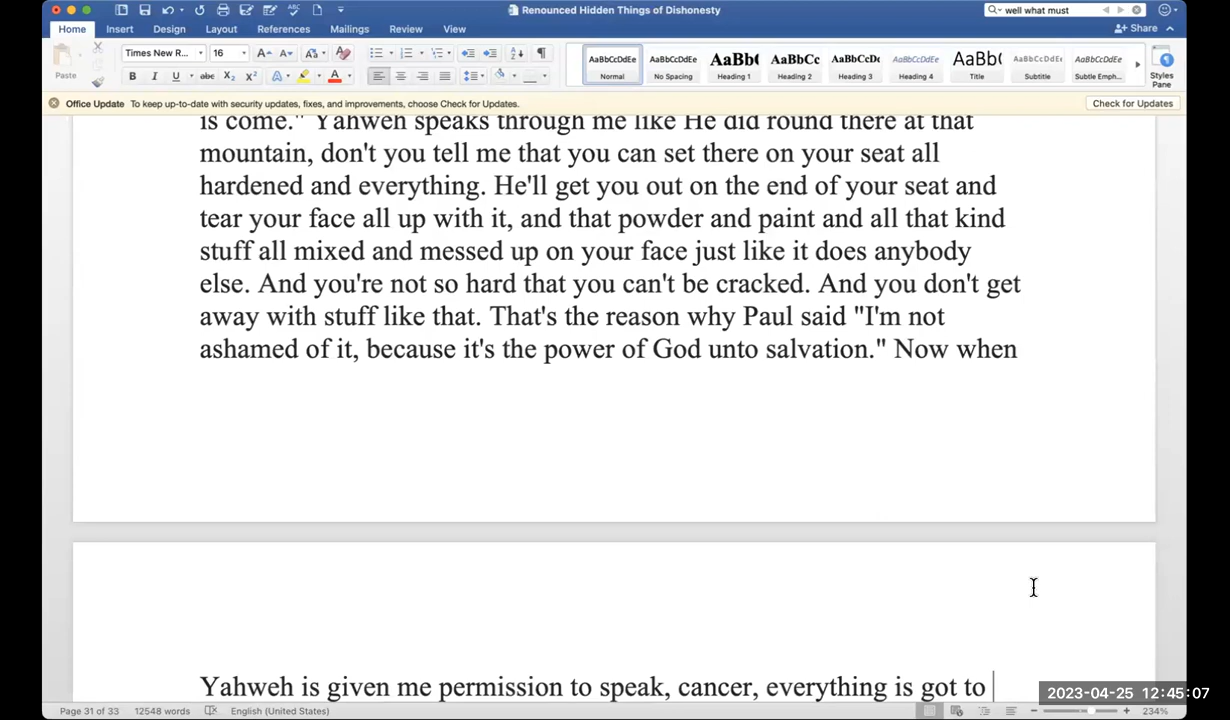 Renounced Hidden Things of Dishonesty
well what must
Home Insert Design Layout References Mailings Review View
Share
Times New R... 16
Paste
AaBbCcDdEe AaBbCcDdEe AaBb( AaBbCc AaBbCcDc AaBbCcDdEe AaBbC AaBbCcDdEe AaBbCcDdEe
Normal No Spacing Heading 1 Heading 2 Heading 3 Heading 4 Title Subtitle Subtle Emph... Styles Pane
B I U abc X₂ X² A A
Office Update To keep up-to-date with security updates, fixes, and improvements, choose Check for Updates. Check for Updates
is come." Yahweh speaks through me like He did round there at that
mountain, don't you tell me that you can set there on your seat all
hardened and everything. He'll get you out on the end of your seat and
tear your face all up with it, and that powder and paint and all that kind
stuff all mixed and messed up on your face just like it does anybody
else. And you're not so hard that you can't be cracked. And you don't get
away with stuff like that. That's the reason why Paul said "I'm not
ashamed of it, because it's the power of God unto salvation." Now when
Yahweh is given me permission to speak, cancer, everything is got to
Page 31 of 33 12548 words English (United States) 234%
2023-04-25 12:45:07